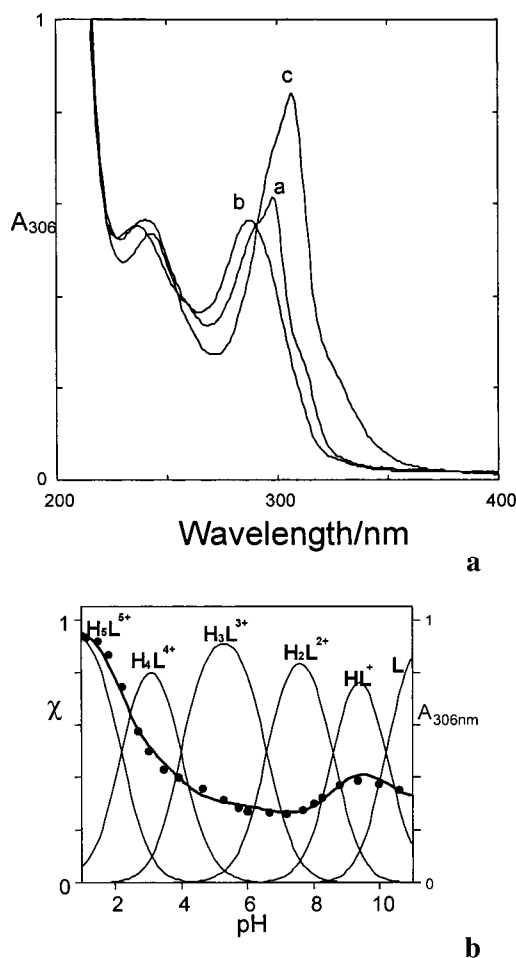 1
c
b
a
A306
0
200
300
400
Wavelength/nm
a
1
H5L5+
H4L4+
H3L3+
H2L2+
HL+
L
1
χ
A306nm
0
0
2
4
6
8
10
pH
b